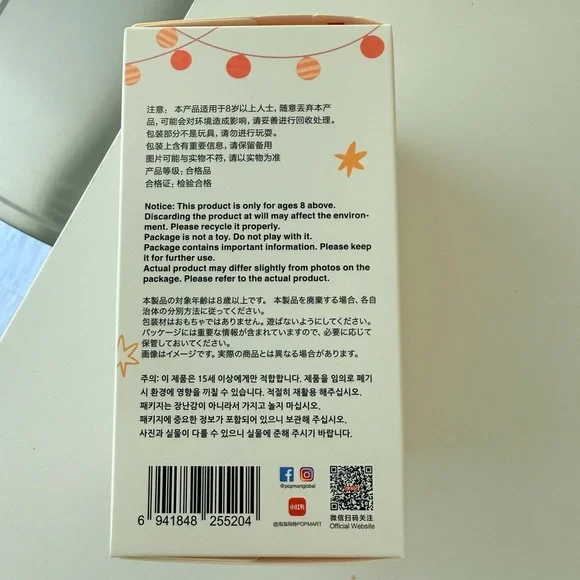 注意： 本产品适用于8岁以上人士，随意丢弃本产
品，可能会对环境造成影响，请妥善进行回收处理。
包装部分不是玩具，请勿进行玩耍。
包装上含有重要信息，请保留备用
图片可能与实物不符，请以实物为准
产品等级：合格品
合格证：检验合格
Notice: This product is only for ages 8 above.
Discarding the product at will may affect the environ-
ment. Please recycle it properly.
Package is not a toy. Do not play with it.
Package contains important information. Please keep
it for further use.
Actual product may differ slightly from photos on the
package. Please refer to the actual product.
本製品の対象年齢は8歳以上です。 本製品を廃棄する場合、各自
治体の分別方法に従ってください。
包装材はおもちゃではありません。遊ばないようにしてください。
パッケージには重要な情報が含まれていますので、必要に応じて
保管しておいてください。
画像はイメージです。実際の商品とは異なる場合があります。
주의: 이 제품은 15세 이상에게만 적합합니다. 제품을 임의로 폐기
시 환경에 영향을 끼칠 수 있습니다. 적절히 재활용 해주십시오.
패키지는 장난감이 아니라서 가지고 놀지 마십시오.
패키지에 중요한 정보가 포함되어 있으니 보관해 주십시오.
사진과 실물이 다를 수 있으니 실물에 준해 주시기 바랍니다.
6 941848 255204
@popmartglobal
小红书
@泡泡玛特POPMART
微信扫码关注
Official Website